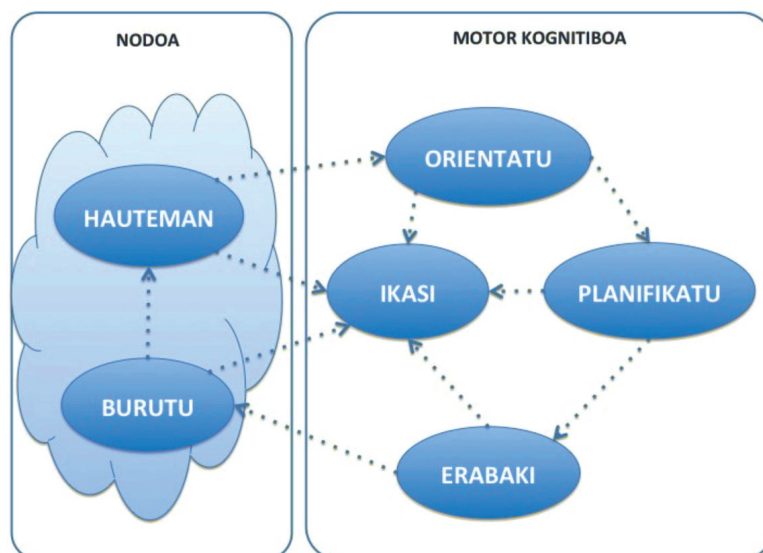 NODOA
MOTOR KOGNITIBOA
ORIENTATU
HAUTEMAN
IKASI
PLANIFIKATU
BURUTU
ERABAKI